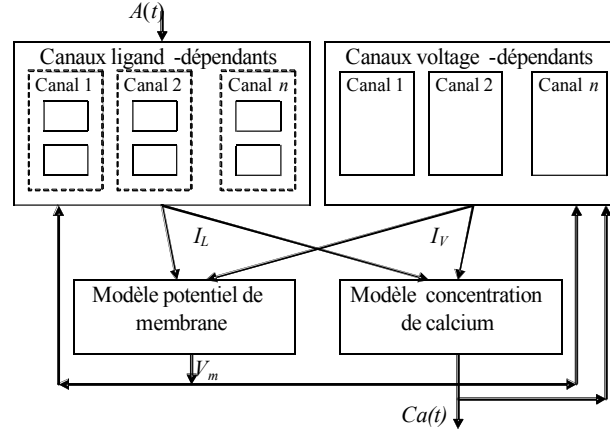 A(t)
Canaux ligand -dépendants
Canal 1
Canal 2
Canal n
Canaux voltage -dépendants
Canal 1
Canal 2
Canal n
I_L
I_V
Modèle potentiel de
membrane
Modèle concentration
de calcium
V_m
Ca(t)